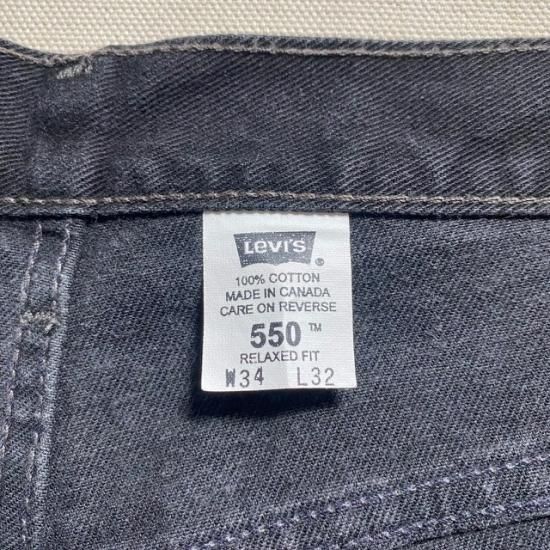 Levi's ®
100% COTTON
MADE IN CANADA
CARE ON REVERSE
550 ™
RELAXED FIT
W34 L32